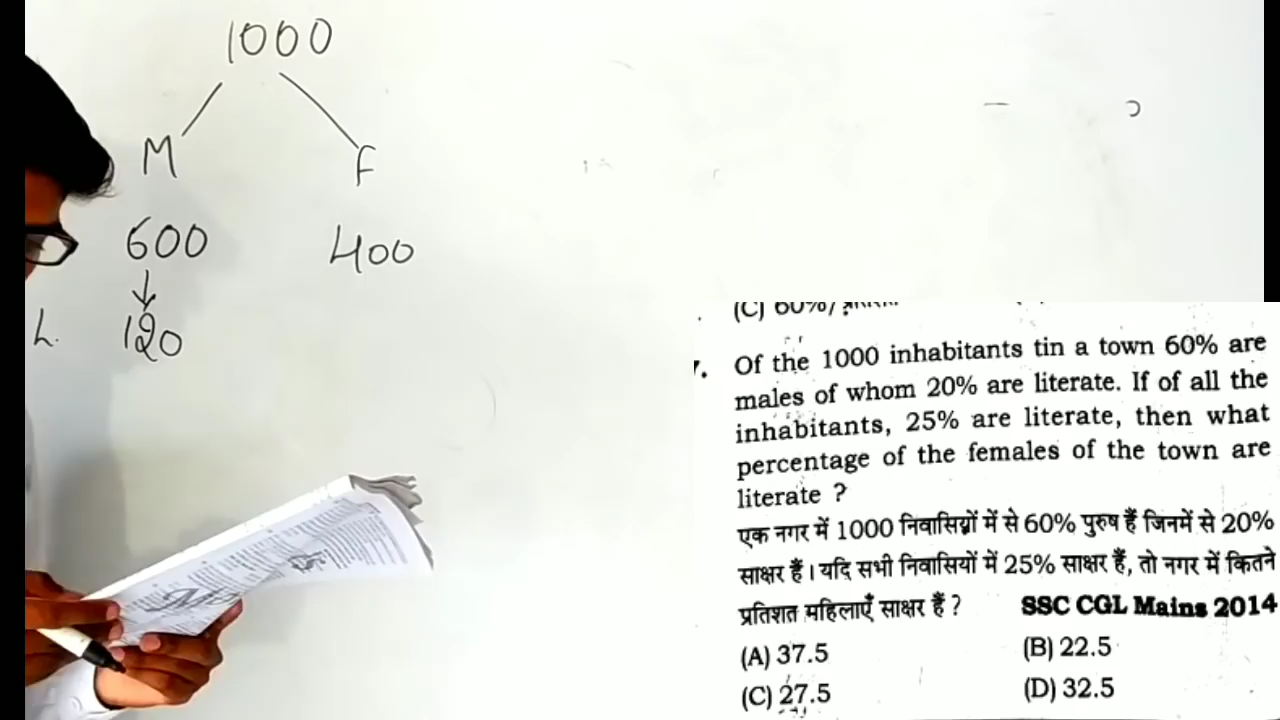 1000
M F
600 400
L. 120
(C) 60%/
7. Of the 1000 inhabitants tin a town 60% are
males of whom 20% are literate. If of all the
inhabitants, 25% are literate, then what
percentage of the females of the town are
literate ?
एक नगर में 1000 निवासियों में से 60% पुरुष हैं जिनमें से 20%
साक्षर हैं। यदि सभी निवासियों में 25% साक्षर हैं, तो नगर में कितने
प्रतिशत महिलाएँ साक्षर हैं ? SSC CGL Mains 2014
(A) 37.5 (B) 22.5
(C) 27.5 (D) 32.5